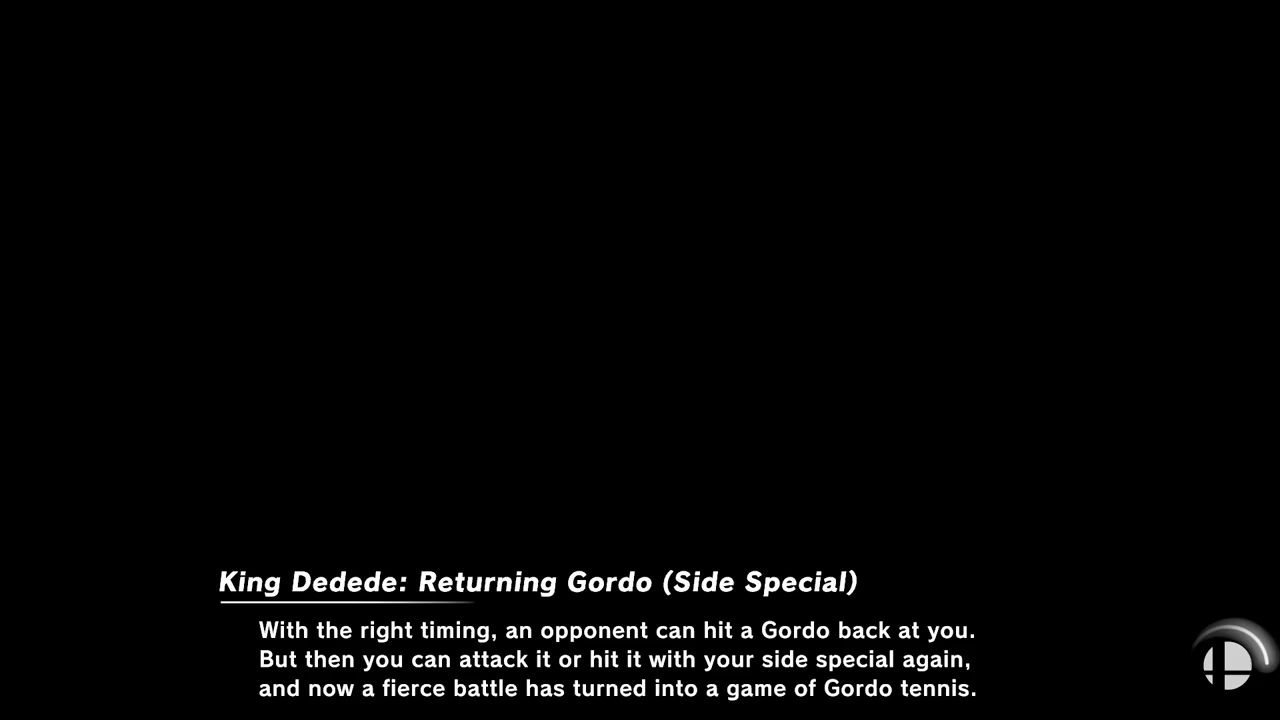 King Dedede: Returning Gordo (Side Special)
With the right timing, an opponent can hit a Gordo back at you.
But then you can attack it or hit it with your side special again,
and now a fierce battle has turned into a game of Gordo tennis.